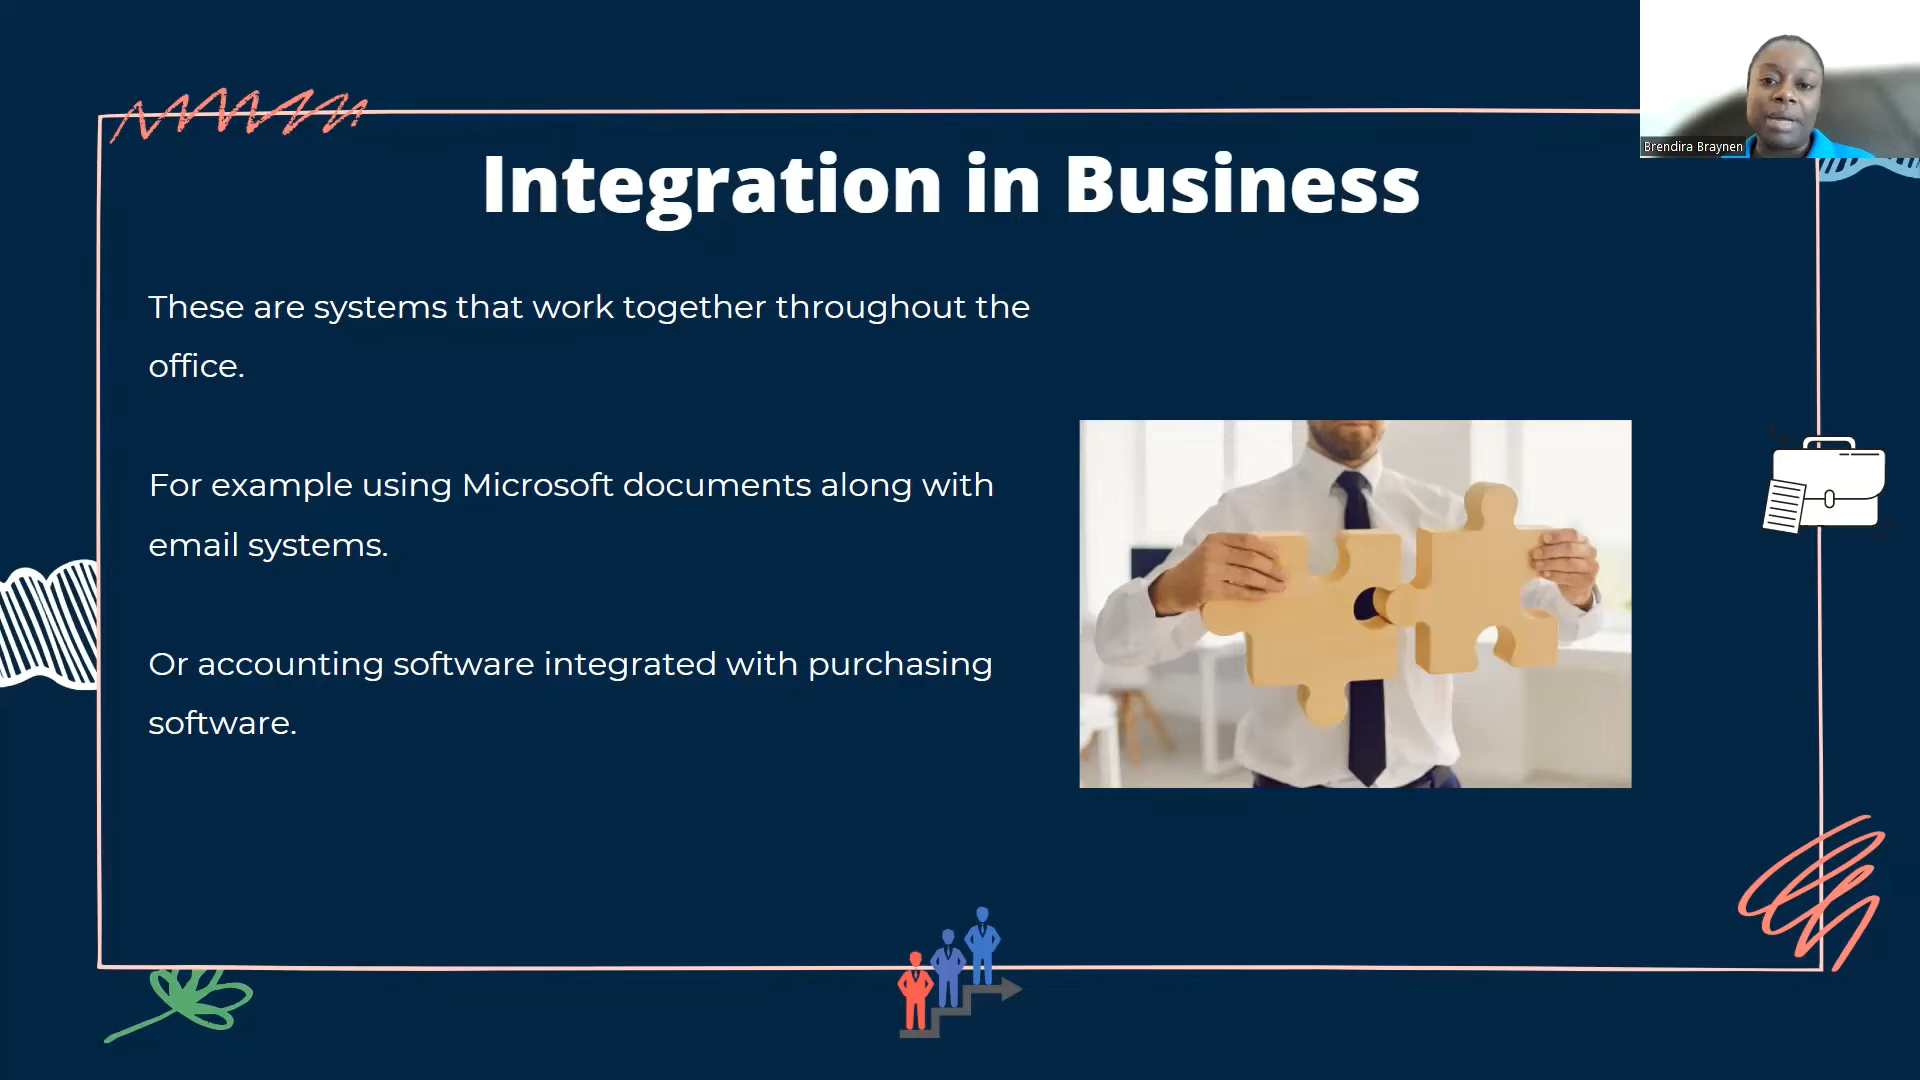 Brendira Braynen
Integration in Business
These are systems that work together throughout the
office.
For example using Microsoft documents along with
email systems.
Or accounting software integrated with purchasing
software.